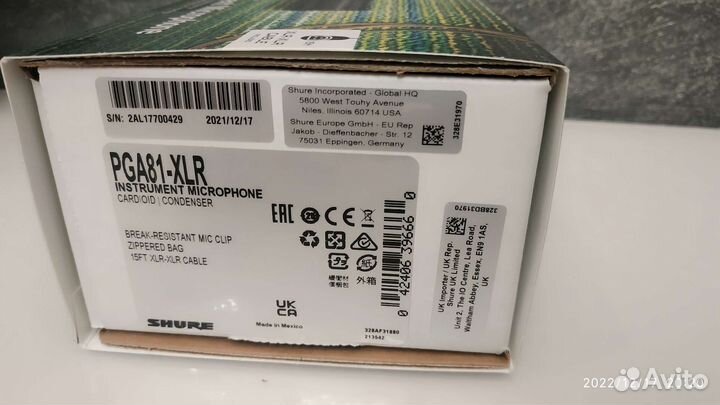 S/N: 2AL17700429 2021/12/17
Shure Incorporated · Global HQ
5800 West Touhy Avenue
Niles, Illinois 60714 USA
Shure Europe GmbH - EU Rep
Jakob - Dieffenbacher - Str. 12
75031 Eppingen, Germany
328E31970
PGA81-XLR
INSTRUMENT MICROPHONE
CARDIOID | CONDENSER
BREAK-RESISTANT MIC CLIP
ZIPPERED BAG
15FT XLR-XLR CABLE
EAC
CE
外箱
UK
CA
Made in Mexico
SHURE
0 42406 39666 0
328AF31880
213542
328BD31970
UK Importer / UK Rep.
Shure UK Limited
Unit 2, The IO Centre, Lea Road,
Waltham Abbey, Essex, EN9 1AS,
UK
Avito